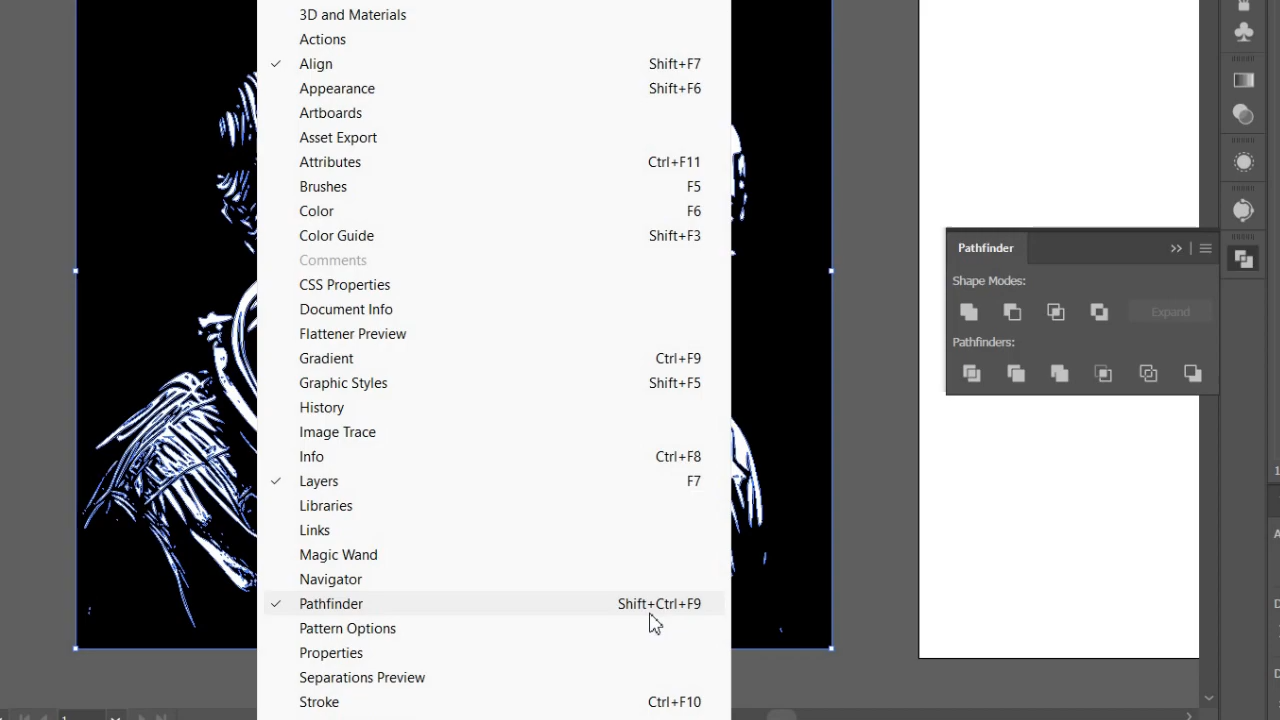 3D and Materials
Actions
Align Shift+F7
Appearance Shift+F6
Artboards
Asset Export
Attributes Ctrl+F11
Brushes F5
Color F6
Color Guide Shift+F3
Comments
CSS Properties
Document Info
Flattener Preview
Gradient Ctrl+F9
Graphic Styles Shift+F5
History
Image Trace
Info Ctrl+F8
Layers F7
Libraries
Links
Magic Wand
Navigator
Pathfinder Shift+Ctrl+F9
Pattern Options
Properties
Separations Preview
Stroke Ctrl+F10
Pathfinder
Shape Modes:
Expand
Pathfinders:
1